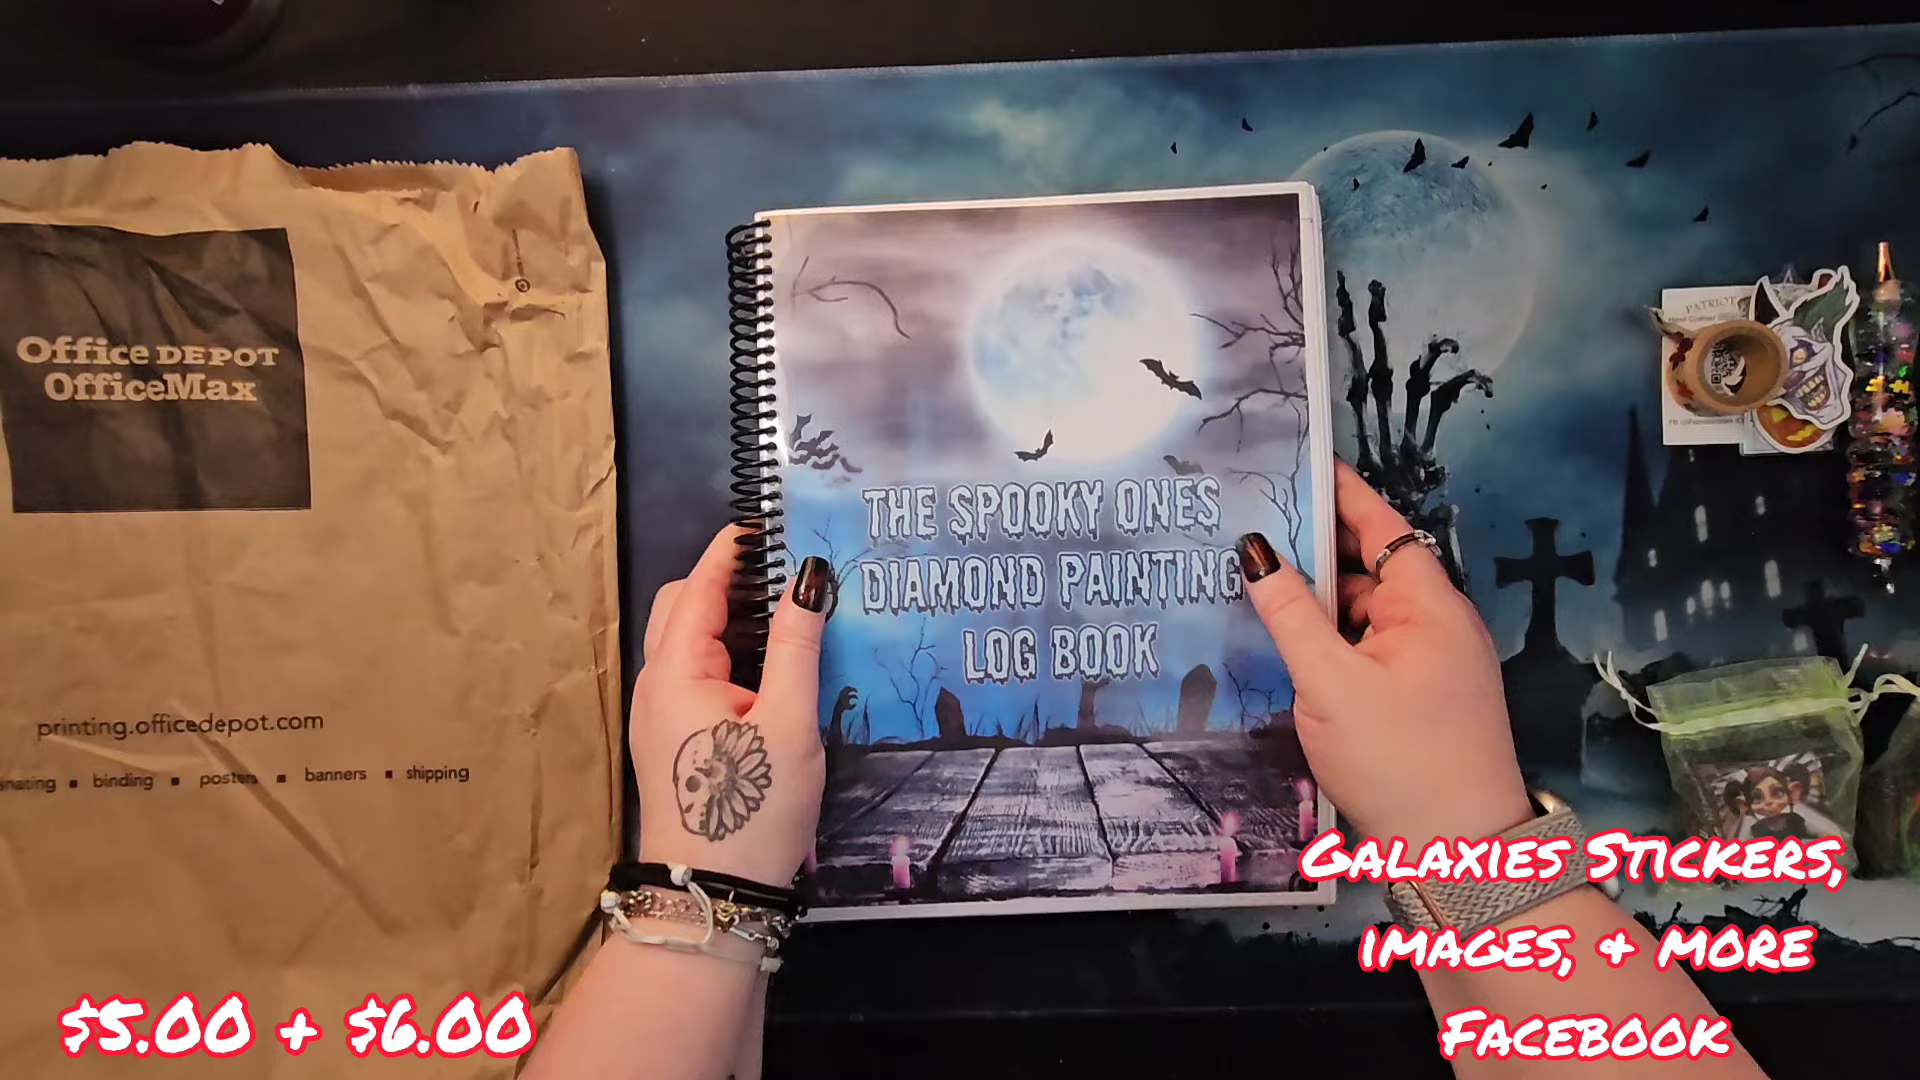 Office DEPOT
OfficeMax
printing.officedepot.com
binding ▪ posters ▪ banners ▪ shipping
THE SPOOKY ONES
DIAMOND PAINTING
LOG BOOK
PATRIOT
GALAXIES STICKERS,
IMAGES, & MORE
FACEBOOK
$5.00 + $6.00